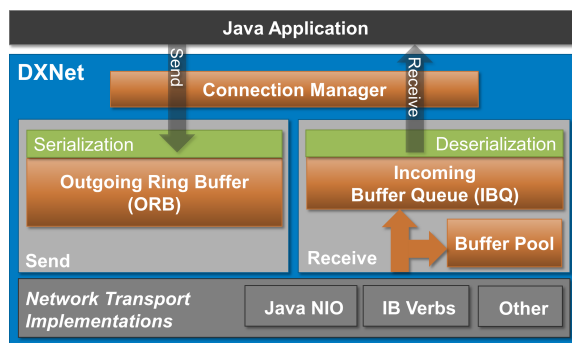 Java Application
Send
Receive
DXNet
Connection Manager
Serialization
Outgoing Ring Buffer
(ORB)
Send
Deserialization
Incoming
Buffer Queue (IBQ)
Buffer Pool
Receive
Network Transport
Implementations
Java NIO
IB Verbs
Other